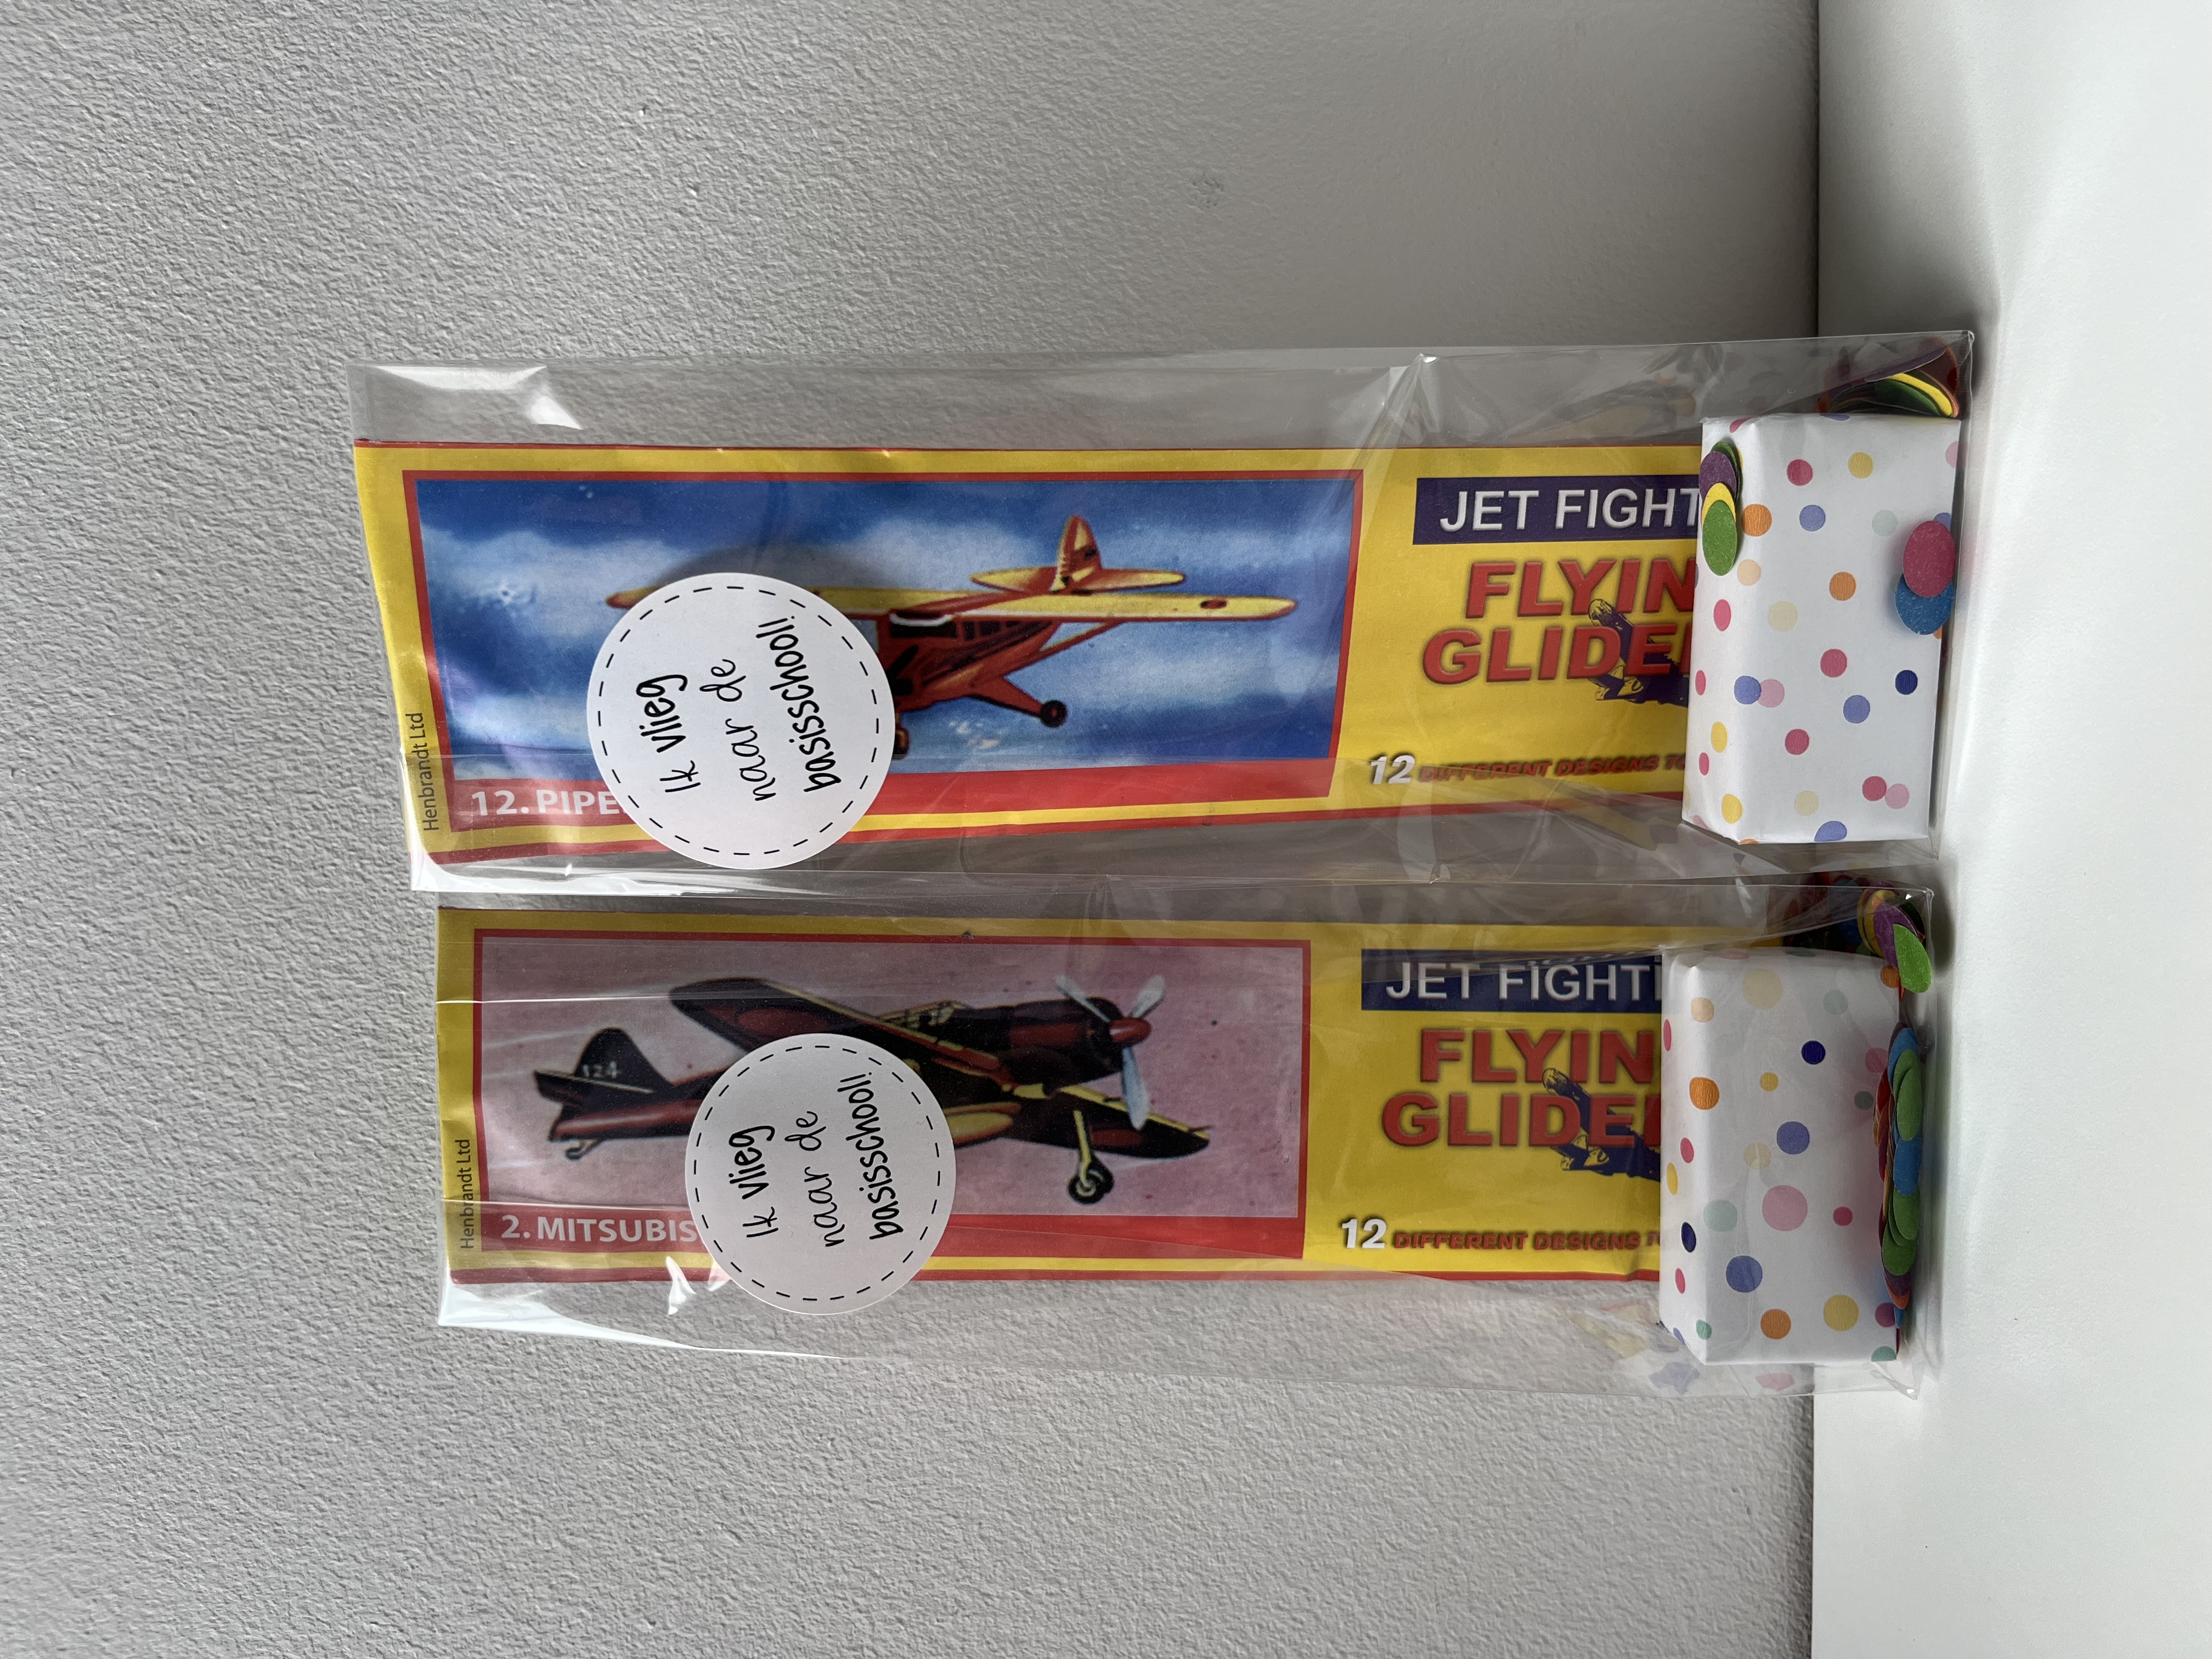 Henbrandt Ltd
12. PIPE
Ik vlieg
naar de
basisschool!
JET FIGHT
FLYIN
GLIDE
12 DIFFERENT DESIGNS TO
Henbrandt Ltd
124
2. MITSUBIS
Ik vlieg
naar de
basisschool!
JET FIGHT
FLYIN
GLIDE
12 DIFFERENT DESIGNS T